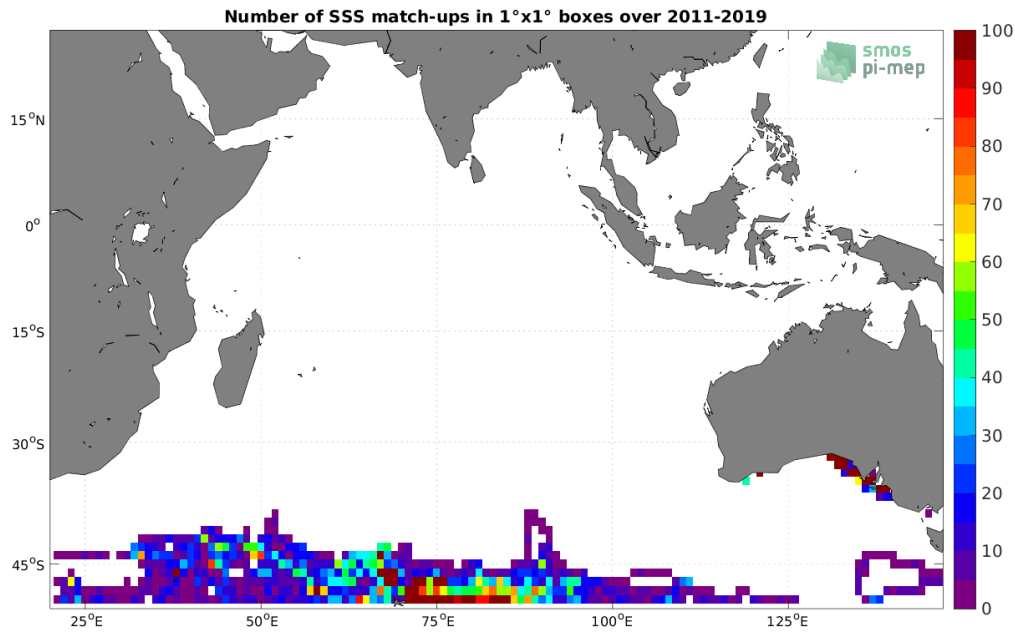 Number of SSS match-ups in 1°x1° boxes over 2011-2019
smos
pi-mep
15°N
0°
15°S
30°S
45°S
25°E
50°E
75°E
100°E
125°E
100
90
80
70
60
50
40
30
20
10
0